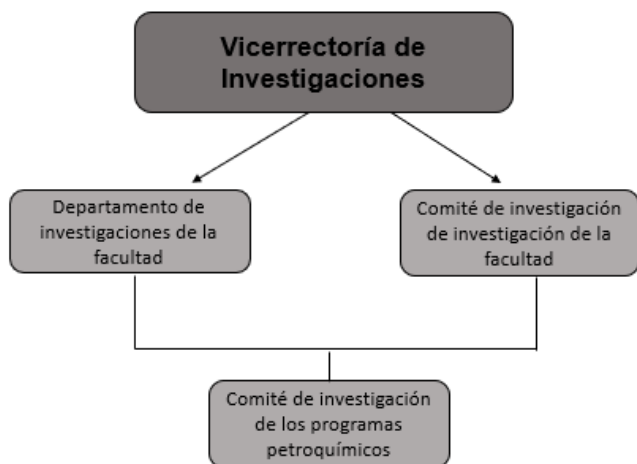 Vicerrectoría de
Investigaciones
Departamento de
investigaciones de la
facultad
Comité de investigación
de investigación de la
facultad
Comité de investigación
de los programas
petroquímicos